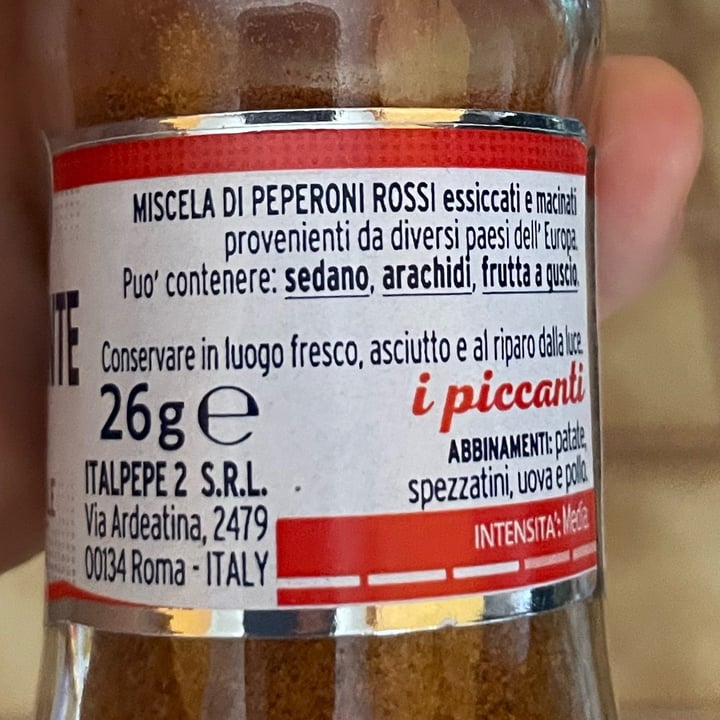 MISCELA DI PEPERONI ROSSI essiccati e macinati
provenienti da diversi paesi dell' Europa.
Puo' contenere: sedano, arachidi, frutta a guscio.
NTE
Conservare in luogo fresco, asciutto e al riparo dalla luce.
26g e
i piccanti
ABBINAMENTI: patate,
spezzatini, uova e pollo.
ITALPEPE 2 S.R.L.
Via Ardeatina, 2479
00134 Roma - ITALY
INTENSITA': Media